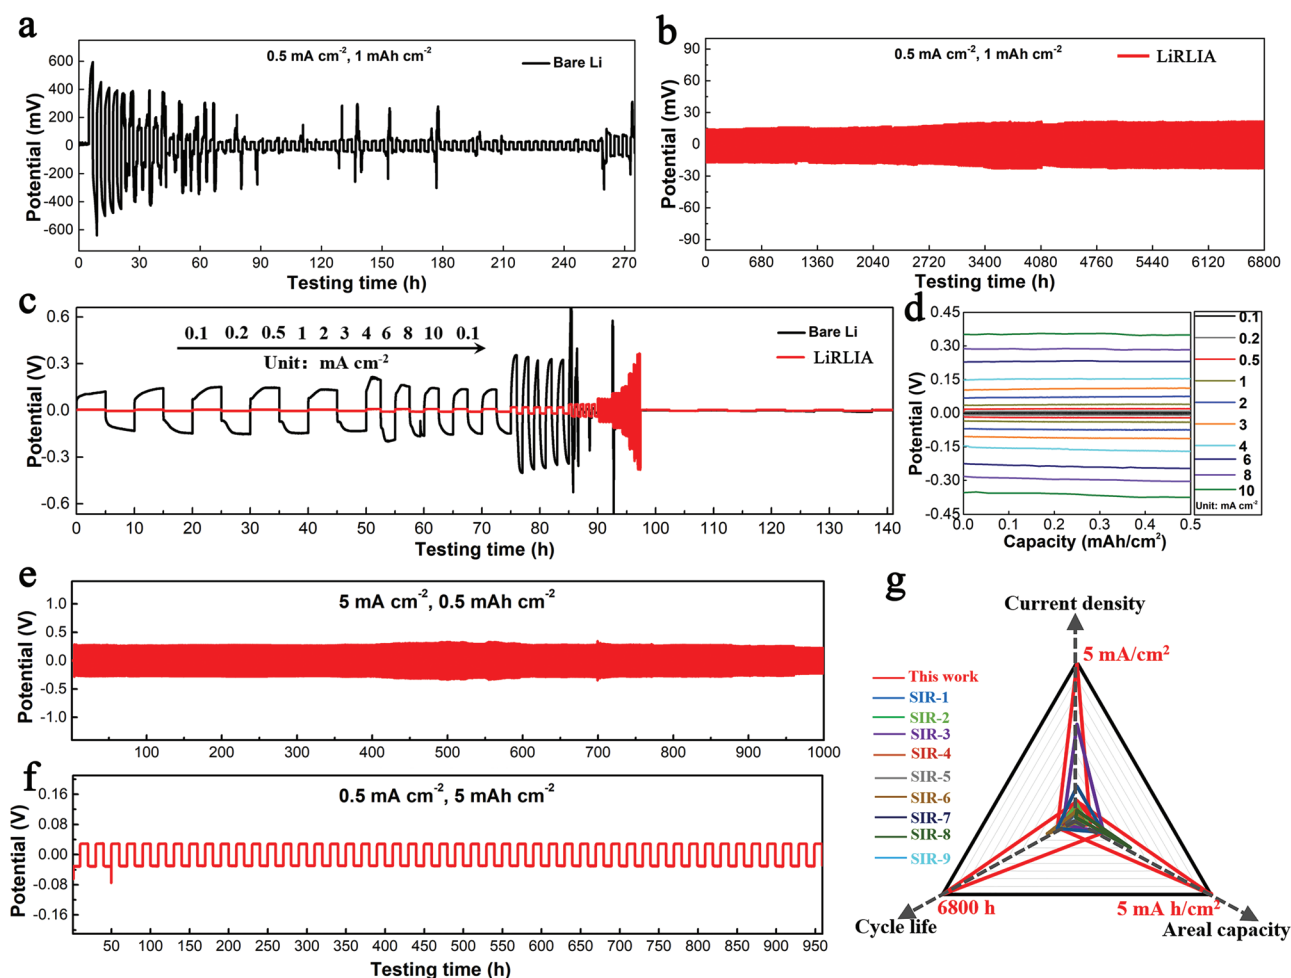 a
0.5 mA cm-2, 1 mAh cm-2
Bare Li
Potential (mV)
600
400
200
0
-200
-400
-600
0 30 60 90 120 150 180 210 240 270
Testing time (h)
b
0.5 mA cm-2, 1 mAh cm-2
LiRLIA
Potential (mV)
90
60
30
0
-30
-60
-90
0 680 1360 2040 2720 3400 4080 4760 5440 6120 6800
Testing time (h)
c
0.1 0.2 0.5 1 2 3 4 6 8 10 0.1
Unit: mA cm-2
Bare Li
LiRLIA
Potential (V)
0.6
0.3
0.0
-0.3
-0.6
0 10 20 30 40 50 60 70 80 90 100 110 120 130 140
Testing time (h)
d
Potential (V)
0.45
0.30
0.15
0.00
-0.15
-0.30
-0.45
0.0 0.1 0.2 0.3 0.4 0.5
Capacity (mAh/cm2)
0.1
0.2
0.5
1
2
3
4
6
8
10
Unit: mA cm-2
e
5 mA cm-2, 0.5 mAh cm-2
Potential (V)
1.0
0.5
0.0
-0.5
-1.0
100 200 300 400 500 600 700 800 900 1000
f
0.5 mA cm-2, 5 mAh cm-2
Potential (V)
0.16
0.08
0.00
-0.08
-0.16
50 100 150 200 250 300 350 400 450 500 550 600 650 700 750 800 850 900 950
Testing time (h)
g
Current density
5 mA/cm2
This work
SIR-1
SIR-2
SIR-3
SIR-4
SIR-5
SIR-6
SIR-7
SIR-8
SIR-9
6800 h
5 mA h/cm2
Cycle life
Areal capacity